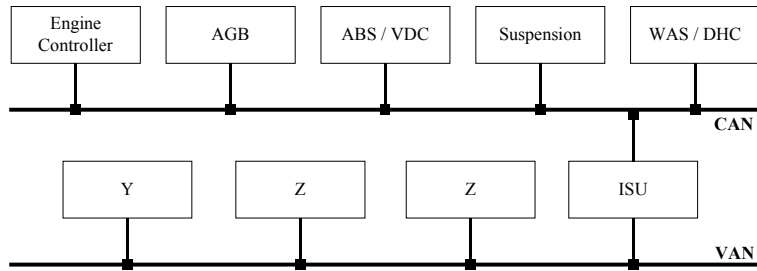 Engine
Controller
AGB
ABS / VDC
Suspension
WAS / DHC
CAN
Y
Z
Z
ISU
VAN